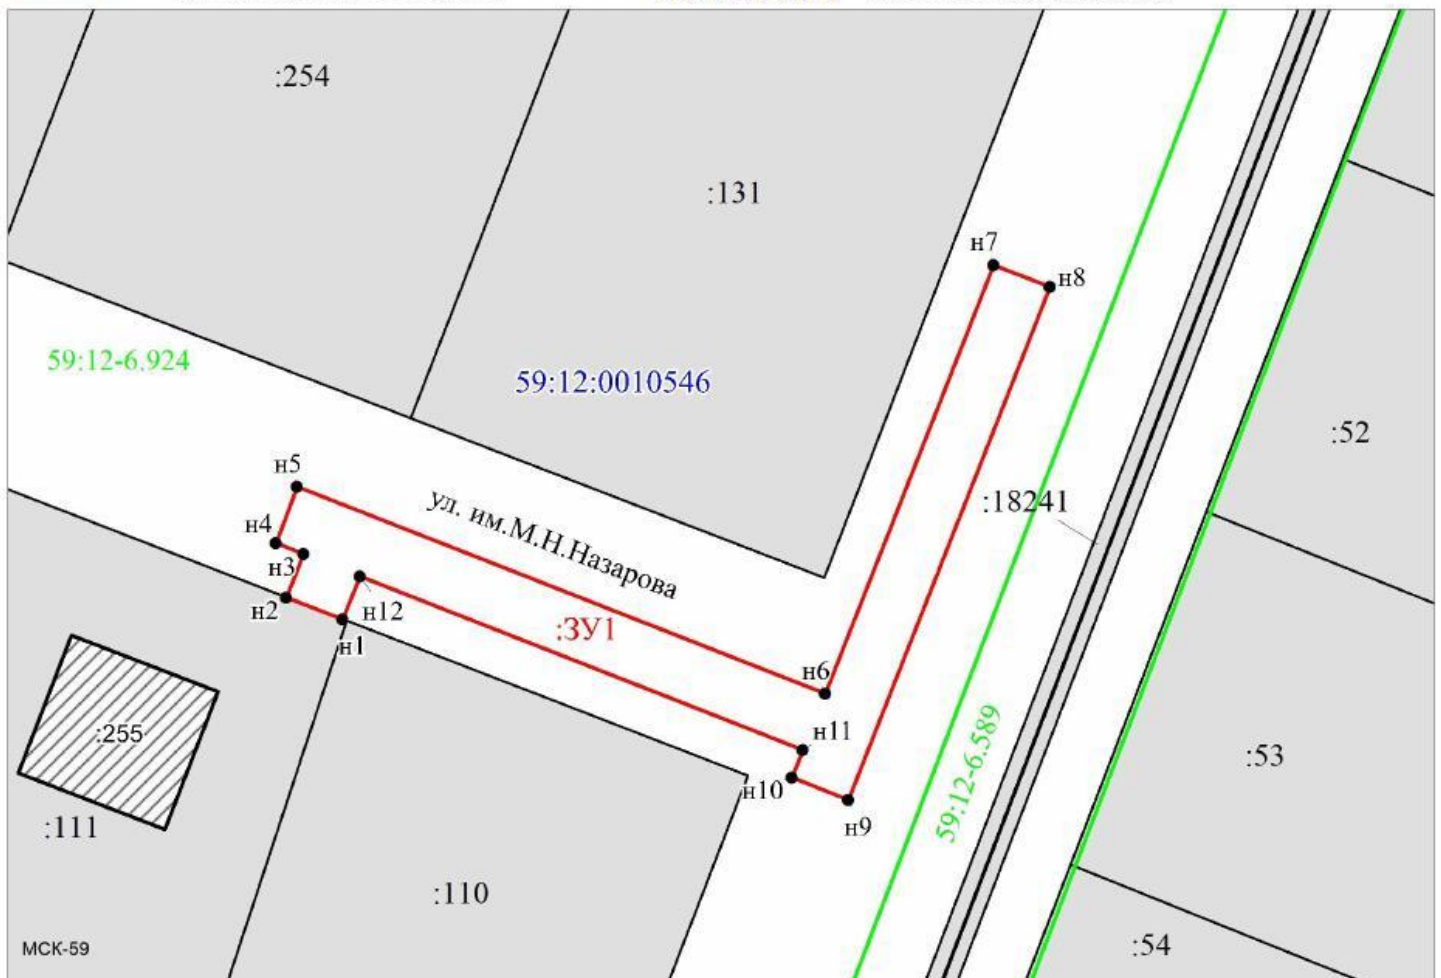 :254
:131
н7
н8
59:12-6.924
59:12:0010546
:52
н5
ул. им.М.Н.Назарова
:18241
н4
н3
н2
н12
н1
:ЗУ1
н6
н11
:255
н10
59:12-6.589
:53
:111
н9
:110
МСК-59
:54